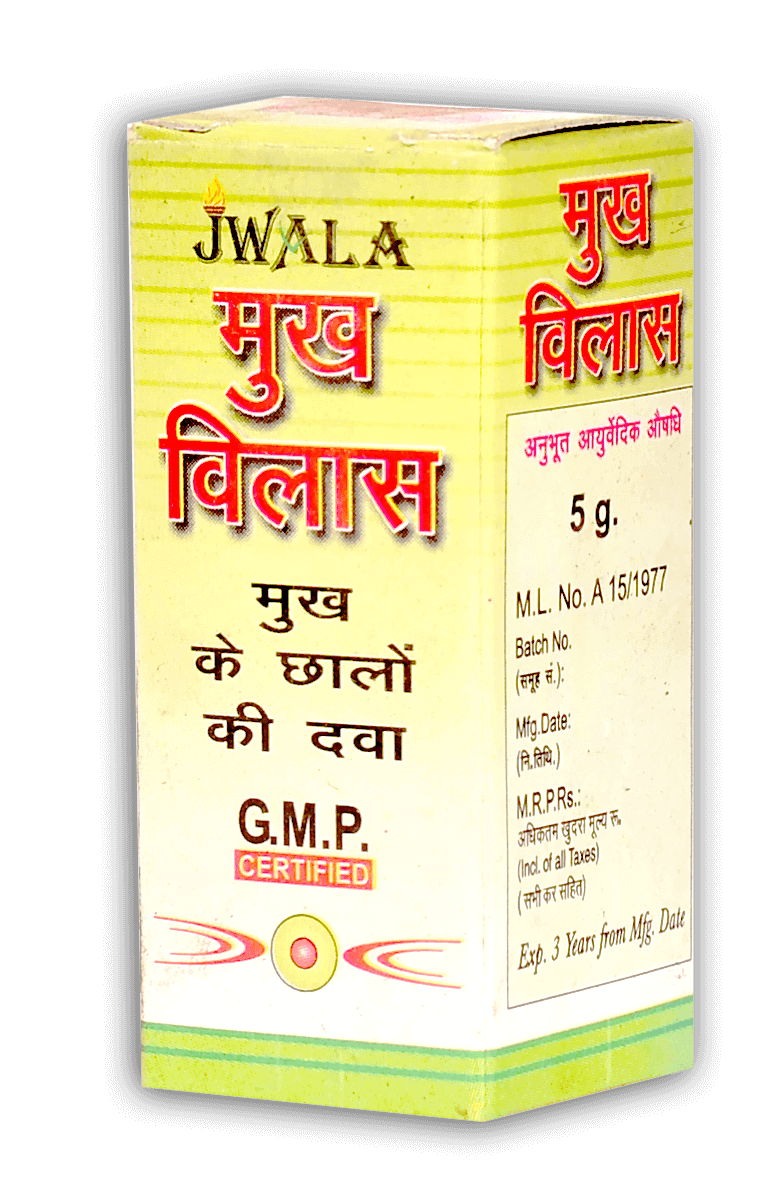 JWALA
मुख
विलास
मुख
के छालों
की दवा
G.M.P.
CERTIFIED
मुख
विलास
अनुभूत आयुर्वेदिक औषधि
5 g.
M.L. No. A 15/1977
Batch No.
(समूह सं.):
Mfg.Date:
(नि.तिथि.)
M.R.P.Rs.:
अधिकतम खुदरा मूल्य रू.
(Incl. of all Taxes)
(सभी कर सहित)
Exp. 3 Years from Mfg. Date